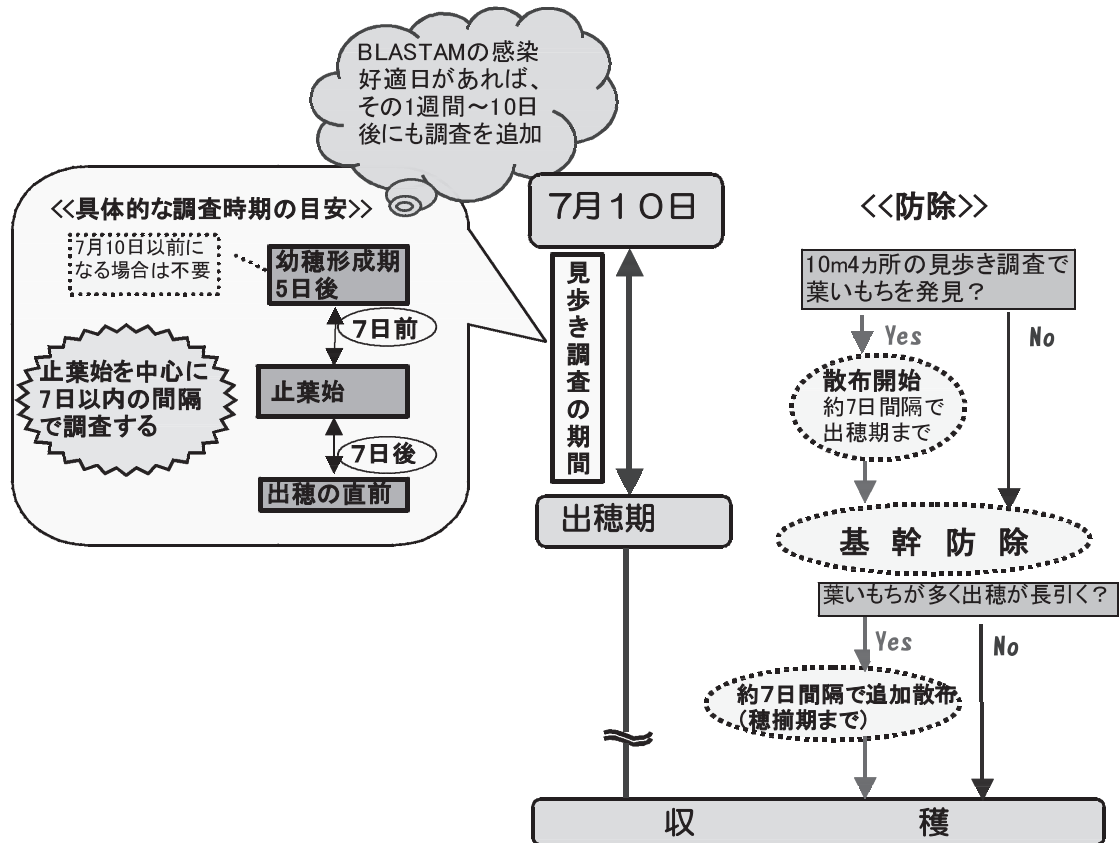 BLASTAMの感染
好適日があれば、
その1週間～10日
後にも調査を追加
<<具体的な調査時期の目安>>
7月10日以前に
なる場合は不要
幼穂形成期
5日後
7日前
止葉始を中心に
7日以内の間隔
で調査する
止葉始
7日後
出穂の直前
7月１０日
見歩き調査の期間
出穂期
<<防除>>
10m4ヵ所の見歩き調査で
葉いもちを発見？
Yes
No
散布開始
約7日間隔で
出穂期まで
基幹防除
葉いもちが多く出穂が長引く？
Yes
No
約7日間隔で追加散布
（穂揃期まで）
収穫